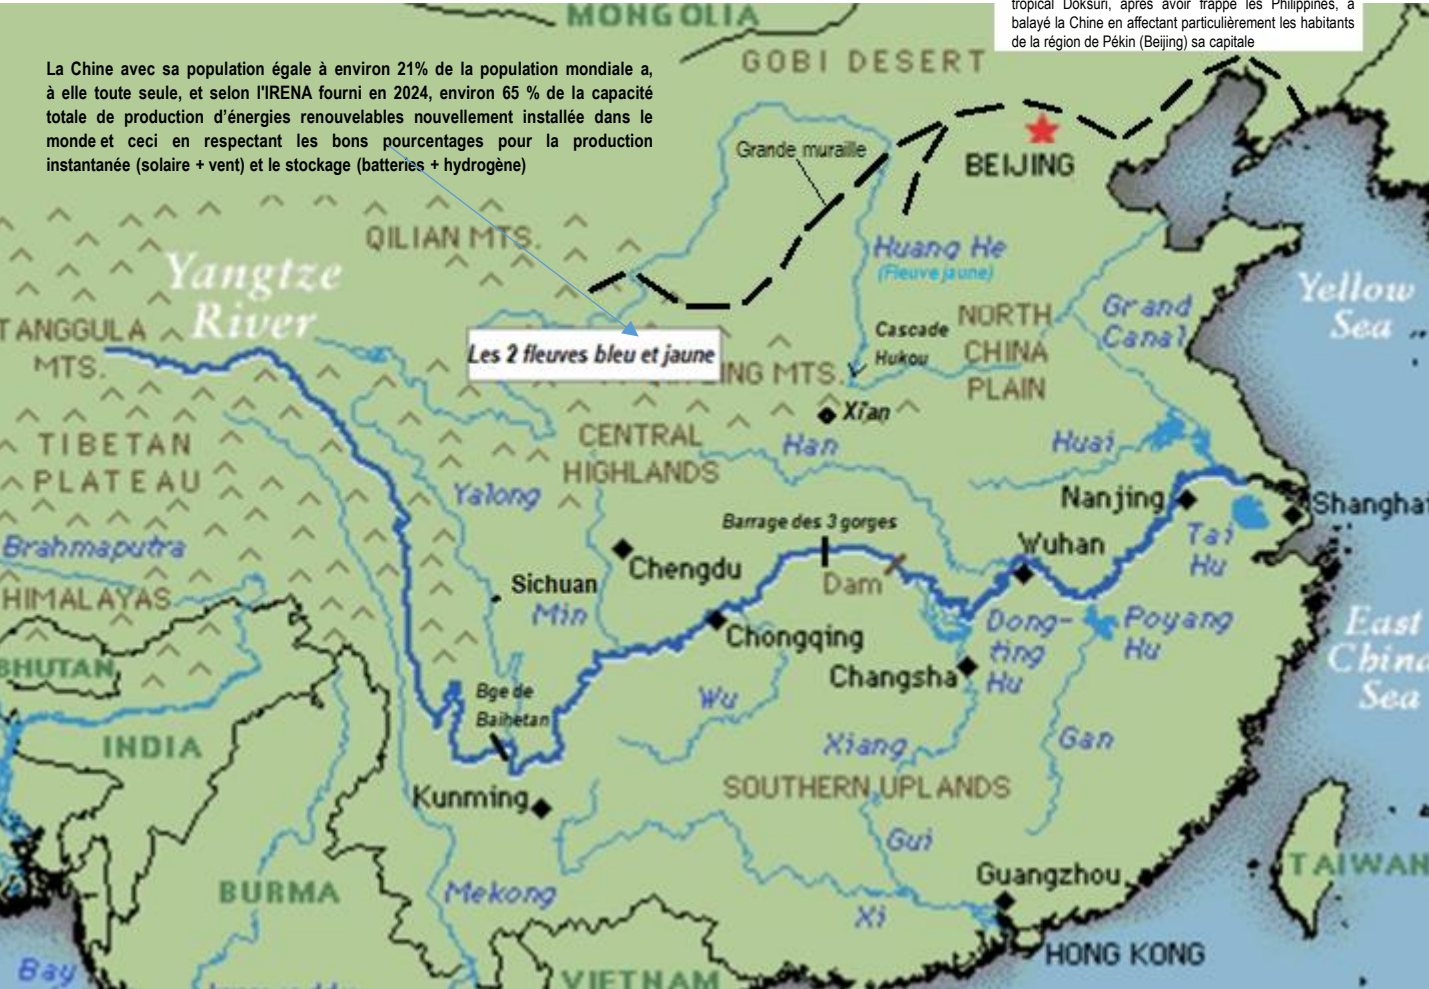 tropical Doksuri, après avoir frappé les Philippines, a
balayé la Chine en affectant particulièrement les habitants
de la région de Pékin (Beijing) sa capitale
MONGOLIA
GOBI DESERT
La Chine avec sa population égale à environ 21% de la population mondiale a,
à elle toute seule, et selon l'IRENA fourni en 2024, environ 65 % de la capacité
totale de production d'énergies renouvelables nouvellement installée dans le
monde et ceci en respectant les bons pourcentages pour la production
instantanée (solaire + vent) et le stockage (batteries + hydrogène)
Grande muraille
BEIJING
QILIAN MTS.
Huang He
(Fleuve jaune)
Yangtze
River
Yellow
Sea
Grand
Canal
TANGGULA
MTS.
Les 2 fleuves bleu et jaune
LING MTS.
Cascade
Hukou
NORTH
CHINA
PLAIN
Xi'an
TIBETAN
PLATEAU
CENTRAL
HIGHLANDS
Han
Huai
Yalong
Nanjing
Shanghai
Barrage des 3 gorges
Tai
Hu
Brahmaputra
Wuhan
Chengdu
Dam
Sichuan
Min
HIMALAYAS
Chongqing
Dong-
ting
Hu
Poyang
Hu
East
China
Sea
BHUTAN
Changsha
Bge de
Baihetan
Wu
INDIA
Xiang
Gan
Kunming
SOUTHERN UPLANDS
Gui
TAIWAN
BURMA
Mekong
Guangzhou
Xi
HONG KONG
Bay
VIETNAM